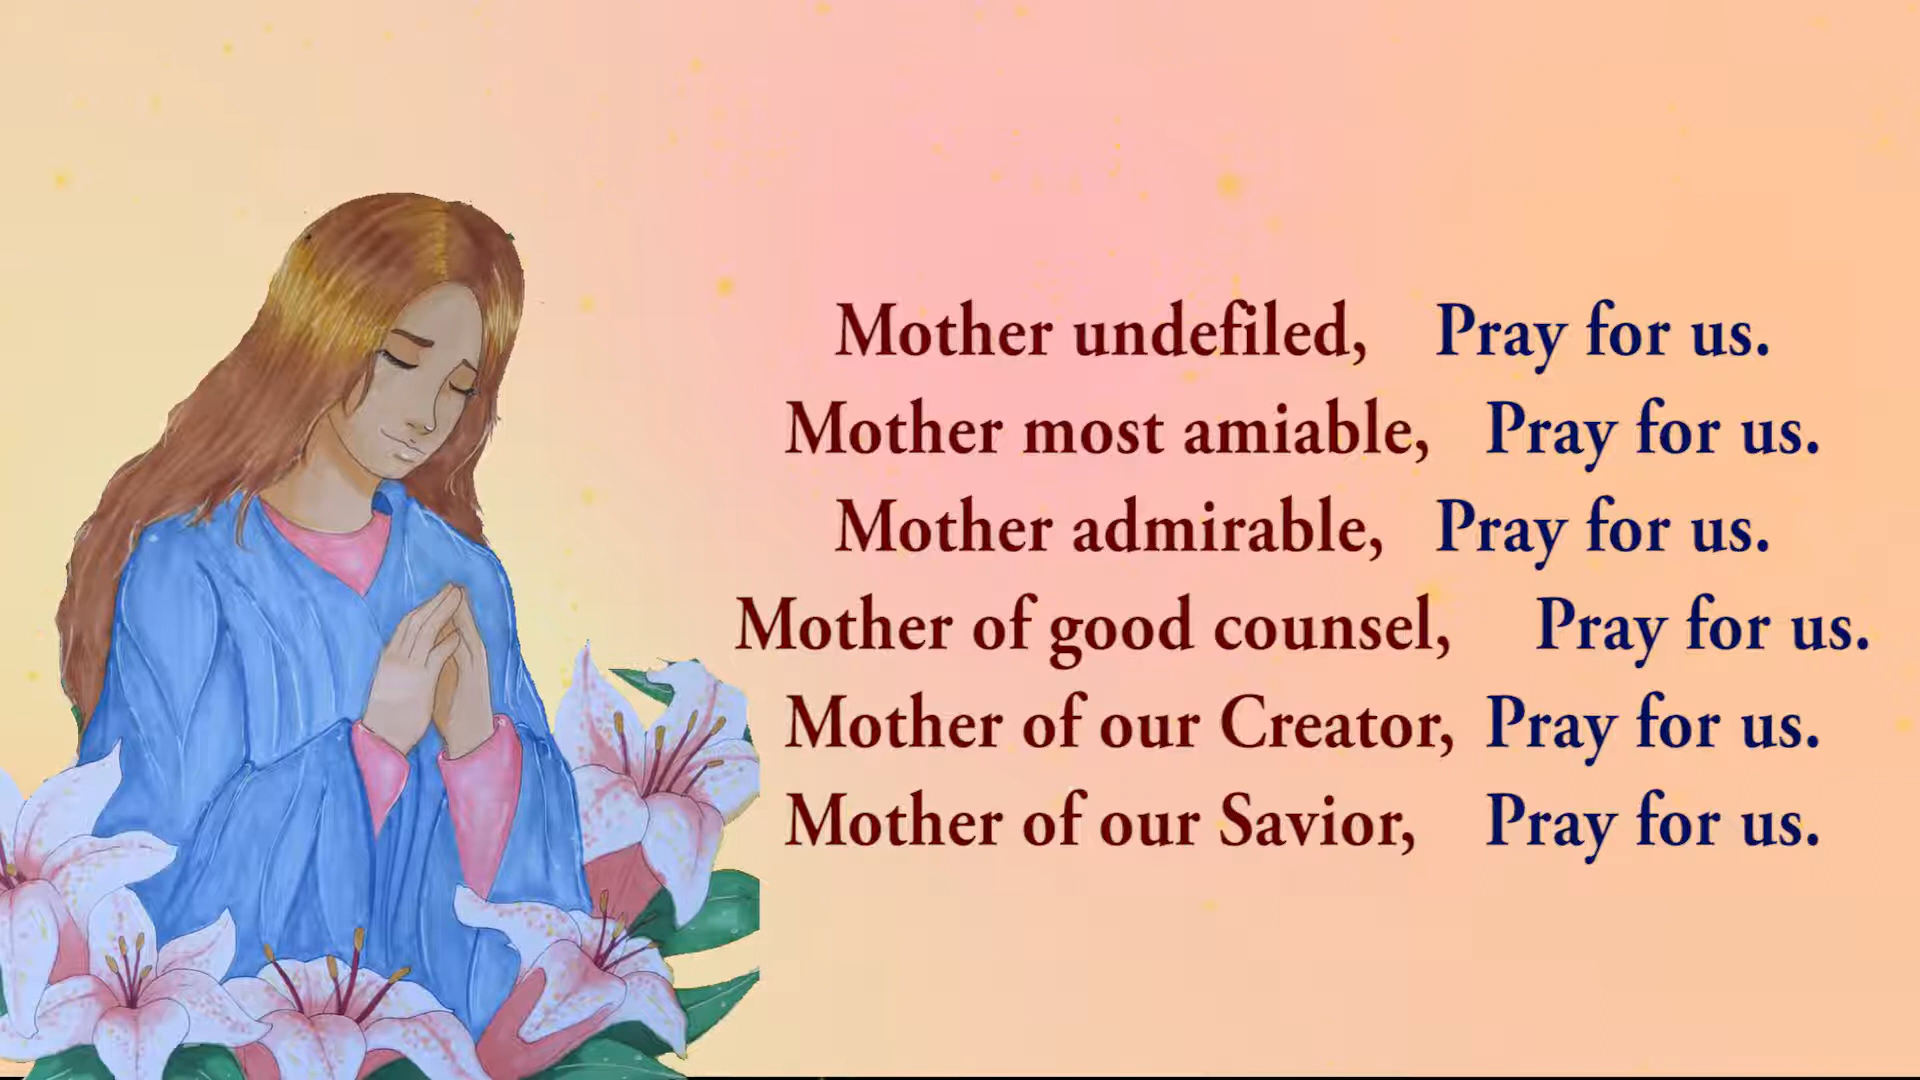 Mother undefiled, Pray for us.
Mother most amiable, Pray for us.
Mother admirable, Pray for us.
Mother of good counsel, Pray for us.
Mother of our Creator, Pray for us.
Mother of our Savior, Pray for us.